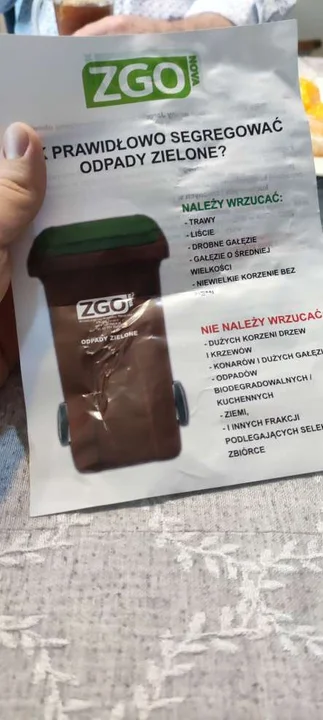 ZGO
NOVA
K PRAWIDŁOWO SEGREGOWAĆ
ODPADY ZIELONE?
NALEŻY WRZUCAĆ:
- TRAWY
- LIŚCIE
- DROBNE GAŁĘZIE
- GAŁĘZIE O ŚREDNIEJ
WIELKOŚCI
- NIEWIELKIE KORZENIE BEZ
ZGO
ODPADY ZIELONE
NIE NALEŻY WRZUCAĆ
- DUŻYCH KORZENI DRZEW
I KRZEWÓW
- KONARÓW I DUŻYCH GAŁĘZI
- ODPADÓW
BIODEGRADOWALNYCH /
KUCHENNYCH
- ZIEMI,
- I INNYCH FRAKCJI
PODLEGAJĄCYCH SELE
ZBIÓRCE